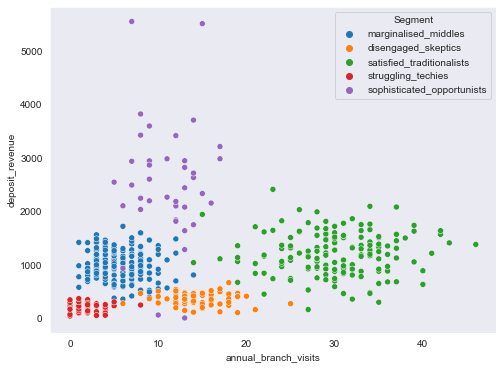 Segment
marginalised_middles
disengaged_skeptics
satisfied_traditionalists
struggling_techies
sophisticated_opportunists
deposit_revenue
5000
4000
3000
2000
1000
0
0
10
20
30
40
annual_branch_visits